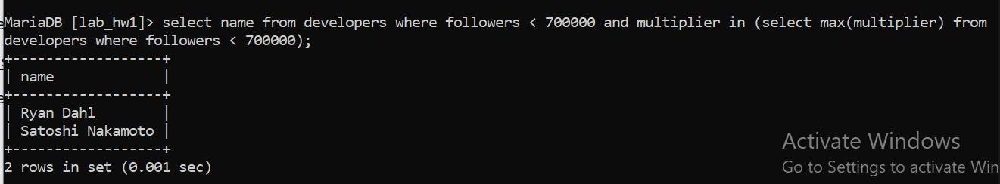 MariaDB [lab_hw1]> select name from developers where followers < 700000 and multiplier in (select max(multiplier) from
developers where followers < 700000);
+------------------+
| name             |
+------------------+
| Ryan Dahl        |
| Satoshi Nakamoto |
+------------------+
2 rows in set (0.001 sec)
Activate Windows
Go to Settings to activate Win